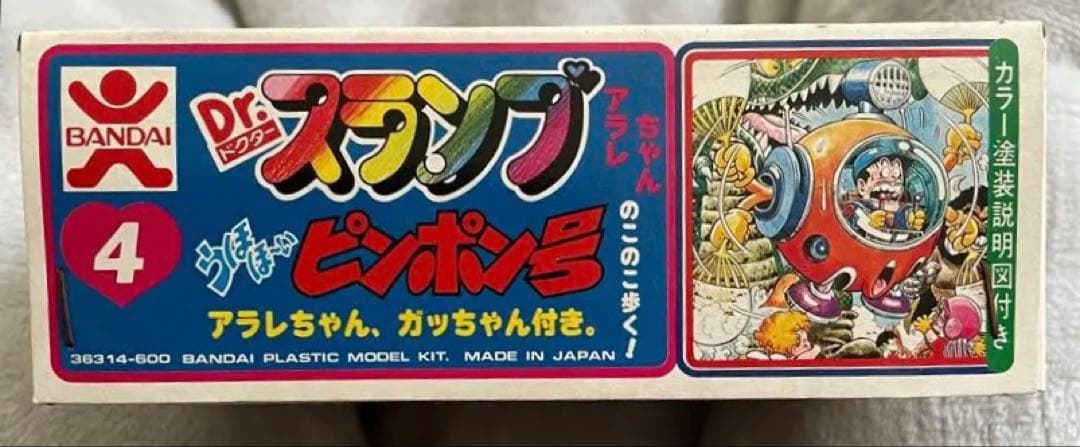 BANDAI
Dr.
ドクター
スランプ
アラレ
ちゃん
4
うほほーい
ピンポン号
のこのこ歩く!
アラレちゃん、ガッちゃん付き。
36314-600 BANDAI PLASTIC MODEL KIT. MADE IN JAPAN
カラー塗装説明図付き